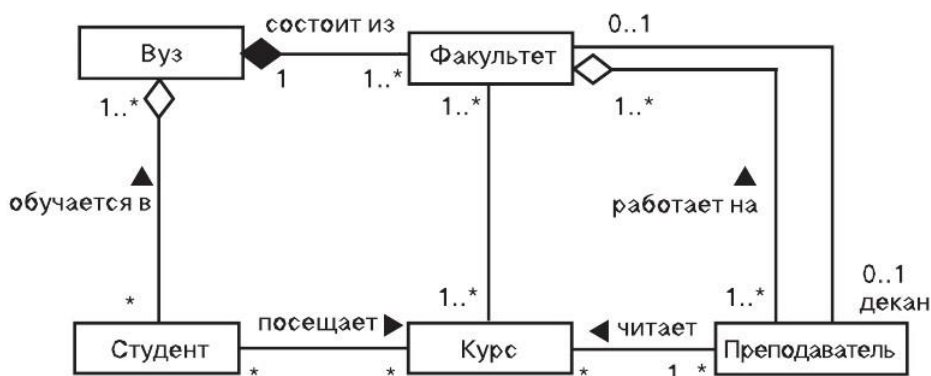 состоит из
0..1
Вуз
Факультет
1
1..*
1..*
1..*
1..*
обучается в
работает на
0..1
декан
*
1..*
1..*
посещает
читает
Студент
Курс
Преподаватель
*
*
*
1..*